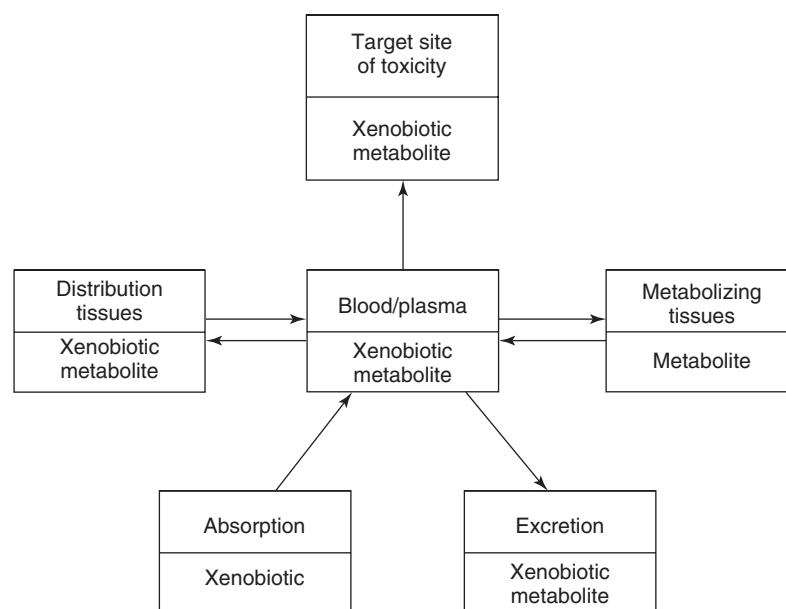 Target site
of toxicity
Xenobiotic
metabolite
Distribution
tissues
Xenobiotic
metabolite
Blood/plasma
Xenobiotic
metabolite
Metabolizing
tissues
Metabolite
Absorption
Xenobiotic
Excretion
Xenobiotic
metabolite